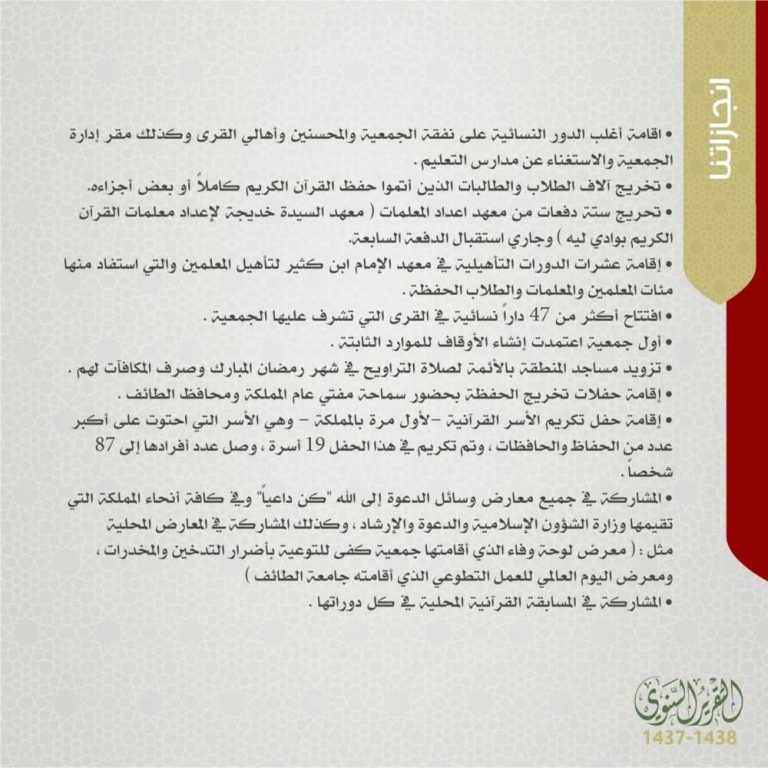 انجازاتنا
• اقامة أغلب الدور النسائية على نفقة الجمعية والمحسنين وأهالي القرى وكذلك مقر إدارة
الجمعية والاستغناء عن مدارس التعليم .
• تخريج آلاف الطلاب والطالبات الذين أتموا حفظ القرآن الكريم كاملاً أو بعض أجزاءه.
• تحريج ستة دفعات من معهد اعداد المعلمات ( معهد السيدة خديجة لإعداد معلمات القرآن
الكريم بوادي ليه ) وجاري استقبال الدفعة السابعة.
• إقامة عشرات الدورات التأهيلية في معهد الإمام ابن كثير لتأهيل المعلمين والتي استفاد منها
مئات المعلمين والمعلمات والطلاب الحفظة .
• افتتاح أكثر من 47 داراً نسائية في القرى التي تشرف عليها الجمعية .
• أول جمعية اعتمدت إنشاء الأوقاف للموارد الثابتة .
• تزويد مساجد المنطقة بالأئمة لصلاة التراويح في شهر رمضان المبارك وصرف المكافآت لهم .
• إقامة حفلات تخريج الحفظة بحضور سماحة مفتي عام المملكة ومحافظ الطائف .
• إقامة حفل تكريم الأسر القرآنية –لأول مرة بالمملكة – وهي الأسر التي احتوت على أكبر
عدد من الحفاظ والحافظات ، وتم تكريم في هذا الحفل 19 أسرة ، وصل عدد أفرادها إلى 87
شخصاً .
• المشاركة في جميع معارض وسائل الدعوة إلى الله "كن داعياً" وفي كافة أنحاء المملكة التي
تقيمها وزارة الشؤون الإسلامية والدعوة والإرشاد ، وكذلك المشاركة في المعارض المحلية
مثل : ( معرض لوحة وفاء الذي أقامتها جمعية كفى للتوعية بأضرار التدخين والمخدرات ،
ومعرض اليوم العالمي للعمل التطوعي الذي أقامته جامعة الطائف )
• المشاركة في المسابقة القرآنية المحلية في كل دوراتها .
التقرير السنوي
1437-1438